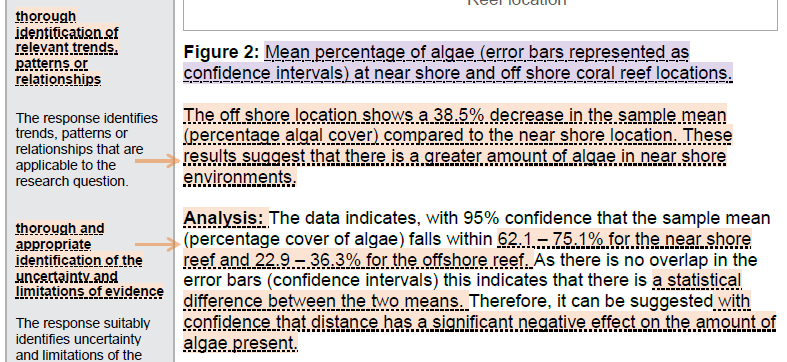 Reef location
thorough
identification of
relevant trends,
patterns or
relationships
The response identifies
trends, patterns or
relationships that are
applicable to the
research question.
thorough and
appropriate
identification of the
uncertainty and
limitations of evidence
The response suitably
identifies uncertainty
and limitations of the
Figure 2: Mean percentage of algae (error bars represented as
confidence intervals) at near shore and off shore coral reef locations.
The off shore location shows a 38.5% decrease in the sample mean
(percentage algal cover) compared to the near shore location. These
results suggest that there is a greater amount of algae in near shore
environments.
Analysis: The data indicates, with 95% confidence that the sample mean
(percentage cover of algae) falls within 62.1 – 75.1% for the near shore
reef and 22.9 – 36.3% for the offshore reef. As there is no overlap in the
error bars (confidence intervals) this indicates that there is a statistical
difference between the two means. Therefore, it can be suggested with
confidence that distance has a significant negative effect on the amount of
algae present.